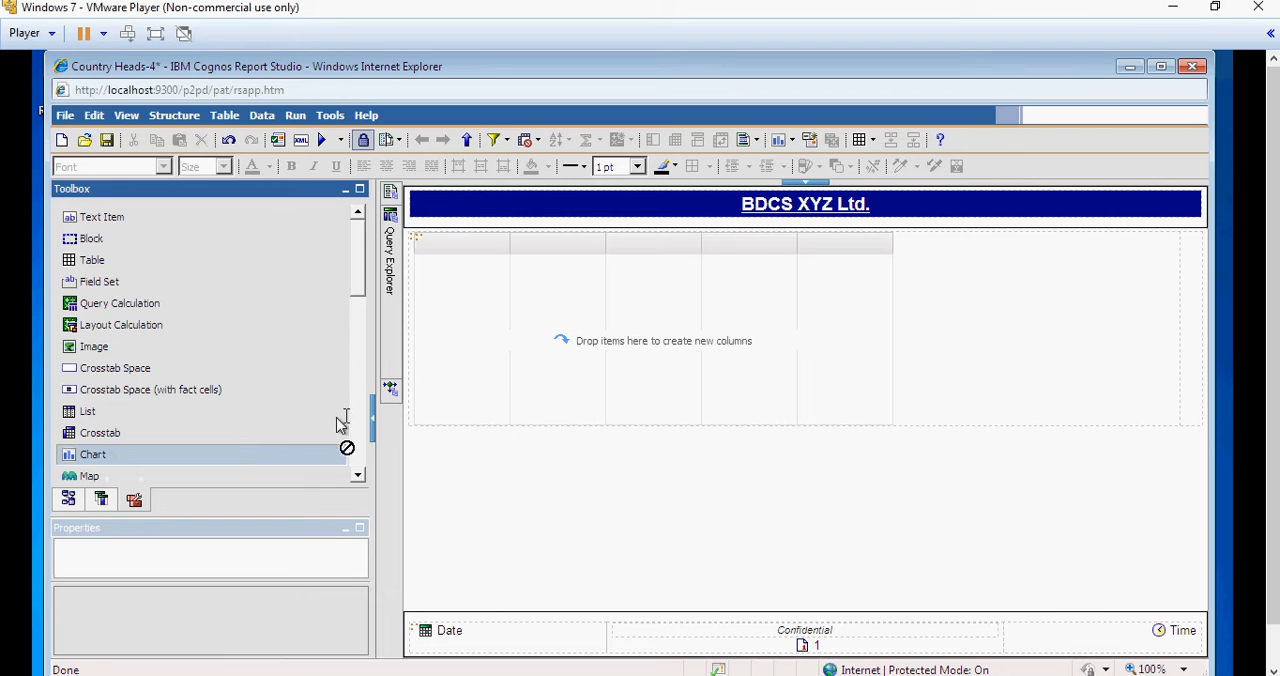 Windows 7 - VMware Player (Non-commercial use only)
Player
Country Heads-4* - IBM Cognos Report Studio - Windows Internet Explorer
http://localhost:9300/p2pd/pat/rsapp.htm
File Edit View Structure Table Data Run Tools Help
Font Size A B I U 1 pt
Toolbox
Text Item
Block
Table
Field Set
Query Calculation
Layout Calculation
Image
Crosstab Space
Crosstab Space (with fact cells)
List
Crosstab
Chart
Map
Properties
Query Explorer
BDCS XYZ Ltd.
Drop items here to create new columns
Date
Confidential
1
Time
Done
Internet | Protected Mode: On
100%